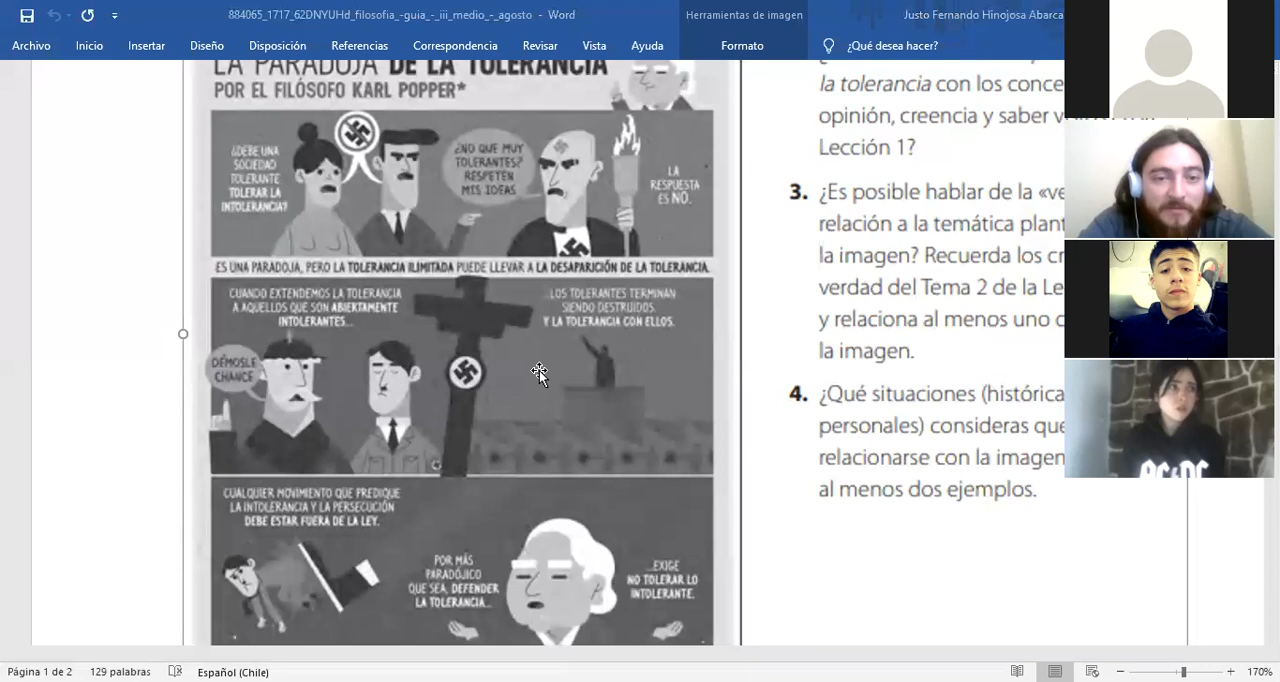 884065_1717_62DNYUHd_filosofia_-guia_-_iii_medio_-_agosto - Word
Herramientas de imagen
Justo Fernando Hinojosa Abarca
Archivo Inicio Insertar Diseño Disposición Referencias Correspondencia Revisar Vista Ayuda Formato ¿Qué desea hacer?
LA PARADOJA DE LA TOLERANCIA
POR EL FILÓSOFO KARL POPPER*
¿DEBE UNA
SOCIEDAD
TOLERANTE
TOLERAR LA
INTOLERANCIA?
¿NO QUE MUY
TOLERANTES?
RESPETEN
MIS IDEAS
LA
RESPUESTA
ES NO.
ES UNA PARADOJA, PERO LA TOLERANCIA ILIMITADA PUEDE LLEVAR A LA DESAPARICIÓN DE LA TOLERANCIA.
CUANDO EXTENDEMOS LA TOLERANCIA
A AQUELLOS QUE SON ABIERTAMENTE
INTOLERANTES...
...LOS TOLERANTES TERMINAN
SIENDO DESTRUIDOS.
Y LA TOLERANCIA CON ELLOS.
DÉMOSLE
CHANCE
CUALQUIER MOVIMIENTO QUE PREDIQUE
LA INTOLERANCIA Y LA PERSECUCIÓN
DEBE ESTAR FUERA DE LA LEY.
POR MÁS
PARADÓJICO
QUE SEA, DEFENDER
LA TOLERANCIA...
...EXIGE
NO TOLERAR LO
INTOLERANTE.
la tolerancia con los conce
opinión, creencia y saber
Lección 1?
3. ¿Es posible hablar de la «ve
relación a la temática plant
la imagen? Recuerda los cr
verdad del Tema 2 de la Le
y relaciona al menos uno c
la imagen.
4. ¿Qué situaciones (histórica
personales) consideras que
relacionarse con la imagen
al menos dos ejemplos.
AC/DC
Página 1 de 2 129 palabras Español (Chile) 170%